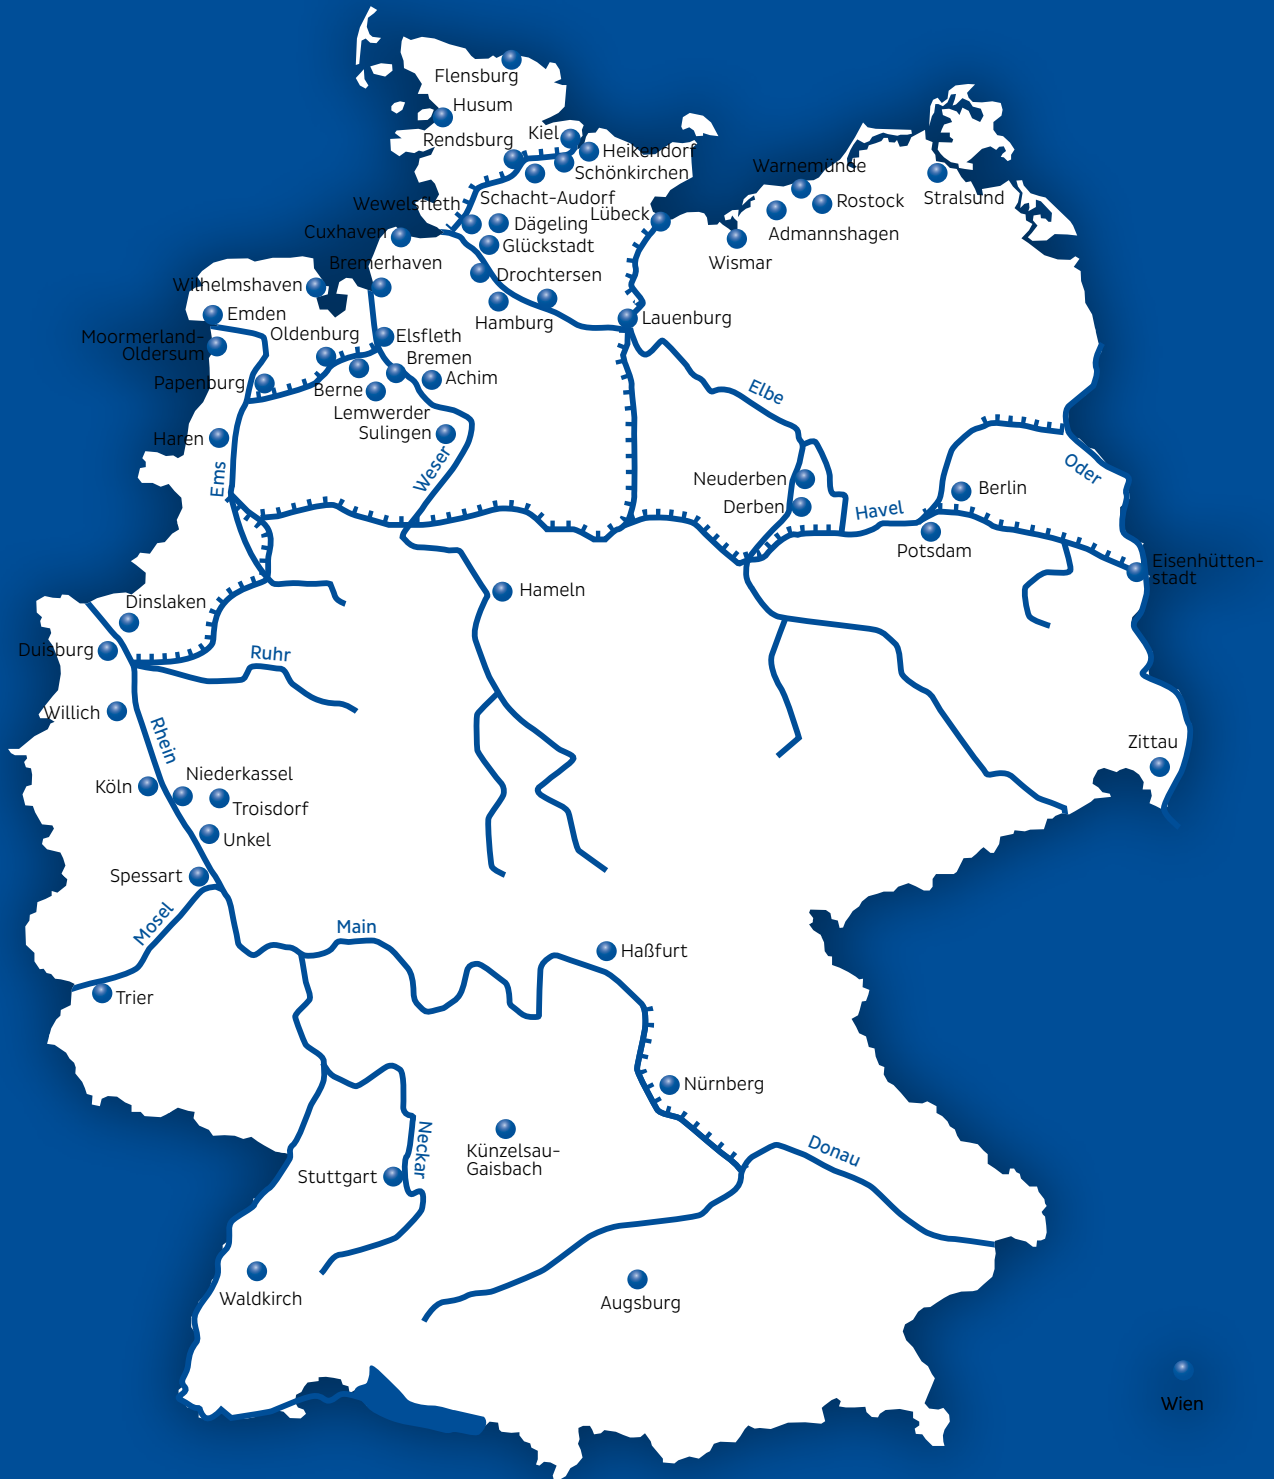 Flensburg
Husum
Kiel
Rendsburg
Heikendorf
Schönkirchen
Warnemünde
Schacht-Audorf
Stralsund
Wewelsfleth
Rostock
Lübeck
Dägeling
Cuxhaven
Admannshagen
Glückstadt
Bremerhaven
Wismar
Drochtersen
Wilhelmshaven
Emden
Lauenburg
Hamburg
Moormerland-
Oldersum
Oldenburg
Elsfleth
Bremen
Achim
Papenburg
Berne
Elbe
Lemwerder
Sulingen
Haren
Ems
Weser
Oder
Neuderben
Berlin
Derben
Havel
Potsdam
Eisenhütten-
stadt
Hameln
Dinslaken
Duisburg
Ruhr
Willich
Rhein
Zittau
Niederkassel
Köln
Troisdorf
Unkel
Spessart
Mosel
Main
Haßfurt
Trier
Nürnberg
Neckar
Künzelsau-
Gaisbach
Donau
Stuttgart
Waldkirch
Augsburg
Wien